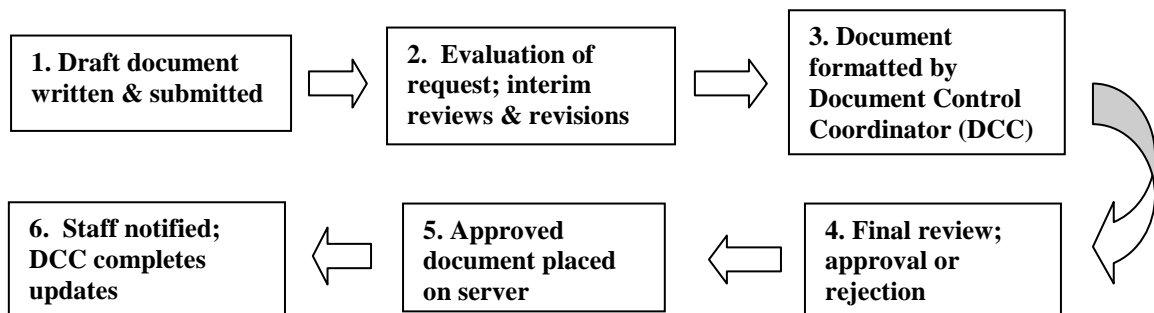 1. Draft document
written & submitted
2.  Evaluation of
request; interim
reviews & revisions
3. Document
formatted by
Document Control
Coordinator (DCC)
4. Final review;
approval or
rejection
5. Approved
document placed
on server
6.  Staff notified;
DCC completes
updates